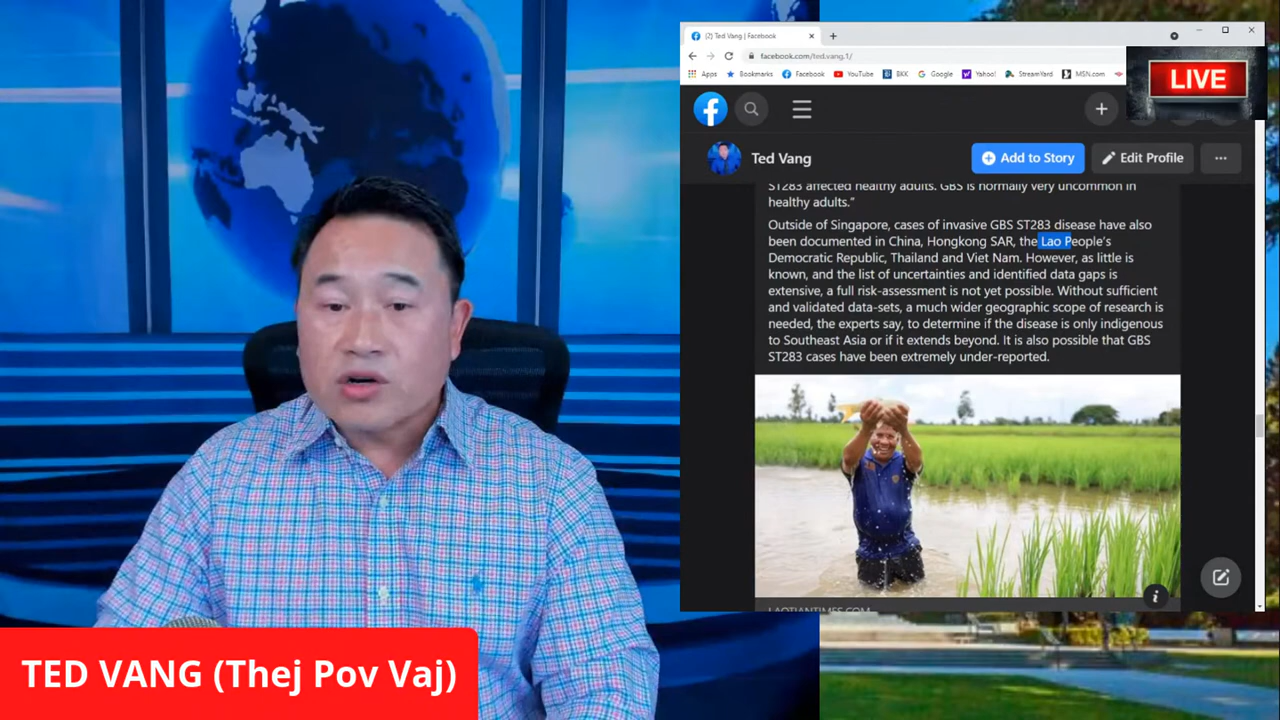 (2) Ted Vang | Facebook
facebook.com/ted.vang.1/
Apps Bookmarks Facebook YouTube BKK Google Yahoo! StreamYard MSN.com
LIVE
Ted Vang
Add to Story
Edit Profile
ST283 affected healthy adults. GBS is normally very uncommon in
healthy adults.”
Outside of Singapore, cases of invasive GBS ST283 disease have also
been documented in China, Hongkong SAR, the Lao People’s
Democratic Republic, Thailand and Viet Nam. However, as little is
known, and the list of uncertainties and identified data gaps is
extensive, a full risk-assessment is not yet possible. Without sufficient
and validated data-sets, a much wider geographic scope of research is
needed, the experts say, to determine if the disease is only indigenous
to Southeast Asia or if it extends beyond. It is also possible that GBS
ST283 cases have been extremely under-reported.
LAOTIANTIMES.COM
TED VANG (Thej Pov Vaj)